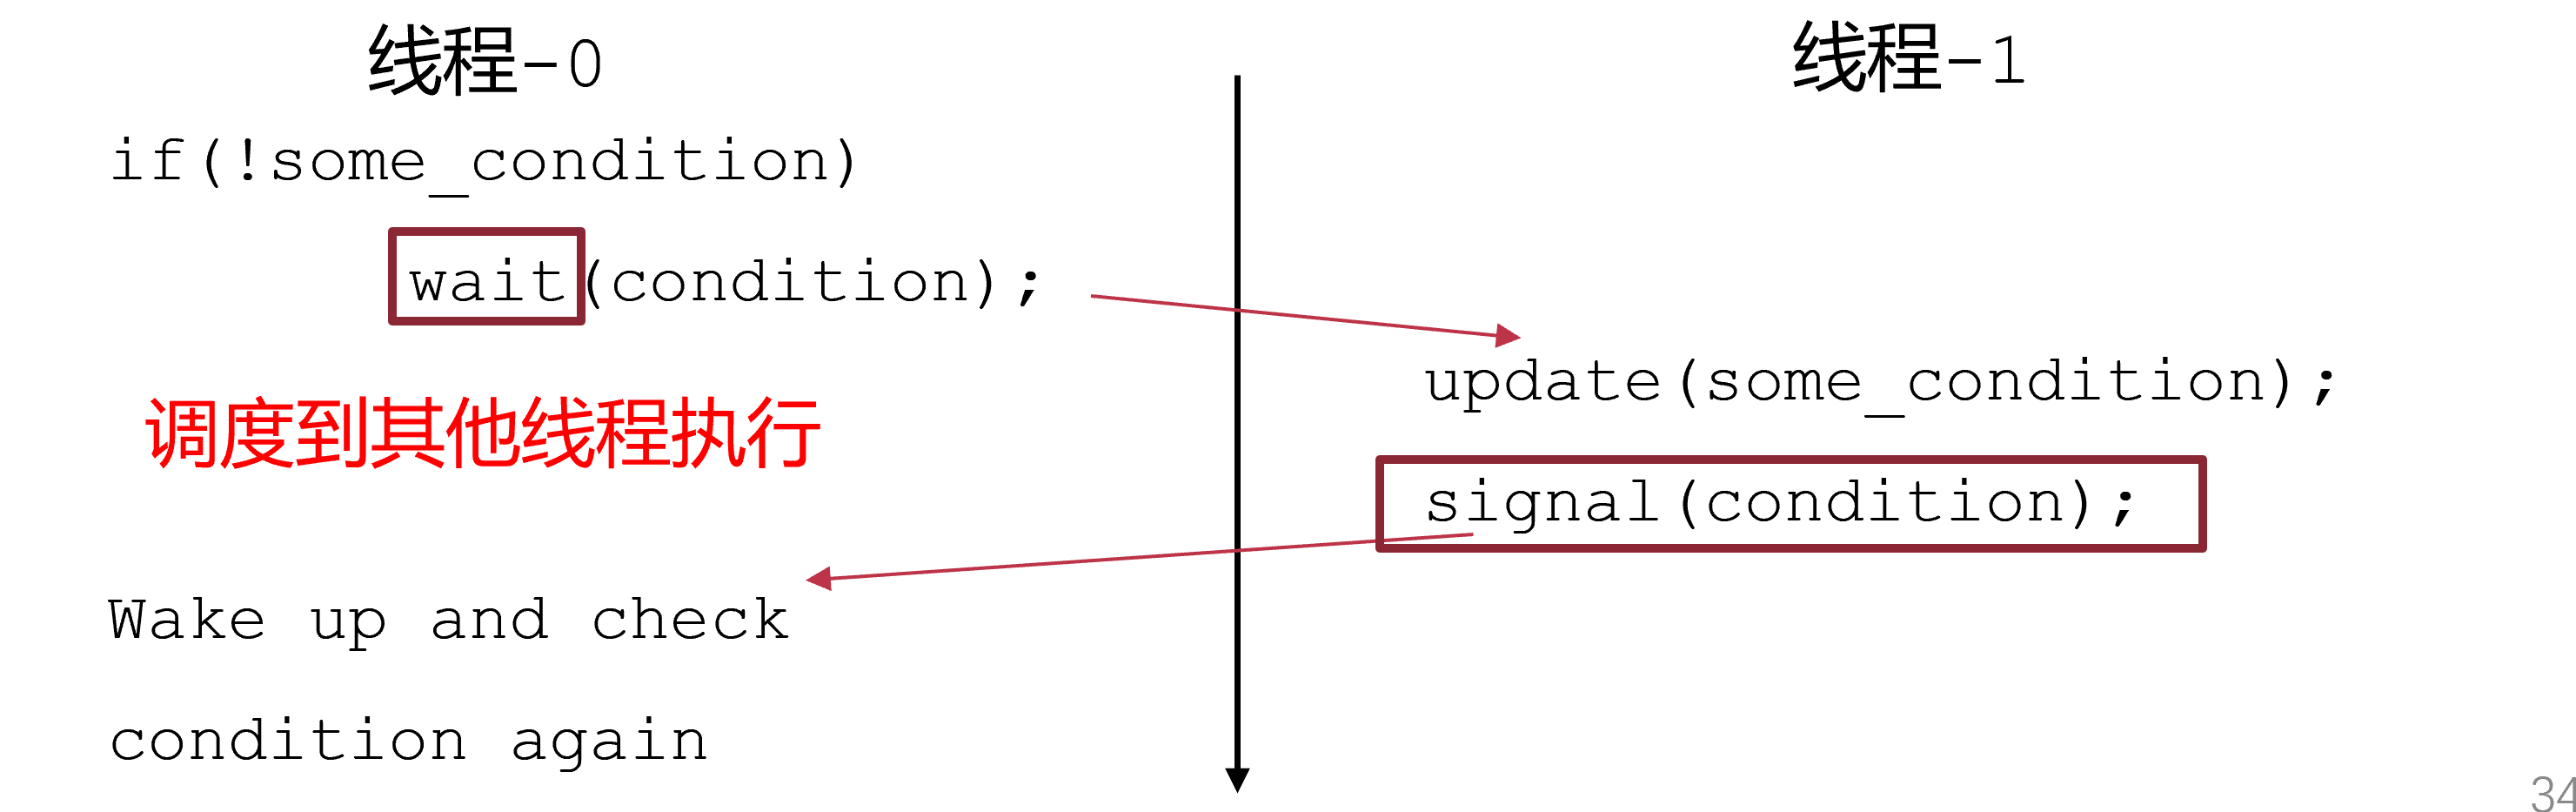 线程-0
线程-1
if(!some_condition)
wait(condition);
update(some_condition);
调度到其他线程执行
signal(condition);
Wake up and check
condition again
34